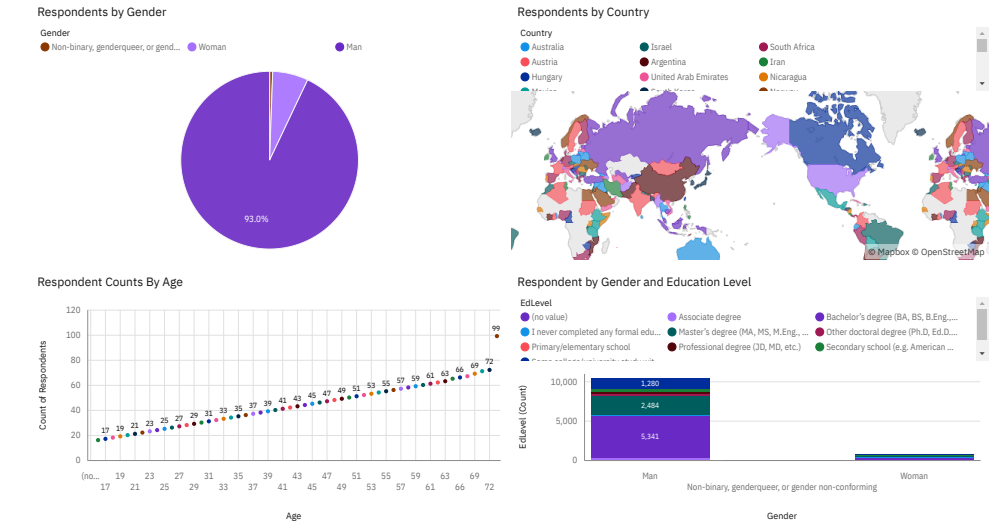 Respondents by Gender
Gender
Non-binary, genderqueer, or gend... Woman Man
93.0%
Respondents by Country
Country
Australia Israel South Africa
Austria Argentina Iran
Hungary United Arab Emirates Nicaragua
© Mapbox © OpenStreetMap
Respondent Counts By Age
Count of Respondents
120
100
80
60
40
20
0
17 19 21 23 25 27 29 31 33 35 37 39 41 43 45 47 49 51 53 55 57 59 61 63 66 69 72 99
(no... 19 23 27 31 35 39 43 47 51 55 59 63 69
17 21 25 29 33 37 41 45 49 53 57 61 66 72
Age
Respondent by Gender and Education Level
EdLevel
(no value) Associate degree Bachelor's degree (BA, BS, B.Eng.,...
I never completed any formal edu... Master's degree (MA, MS, M.Eng., ... Other doctoral degree (Ph.D, Ed.D....
Primary/elementary school Professional degree (JD, MD, etc.) Secondary school (e.g. American ...
EdLevel (Count)
10,000
5,000
0
1,280
2,484
5,341
Man Woman
Non-binary, genderqueer, or gender non-conforming
Gender